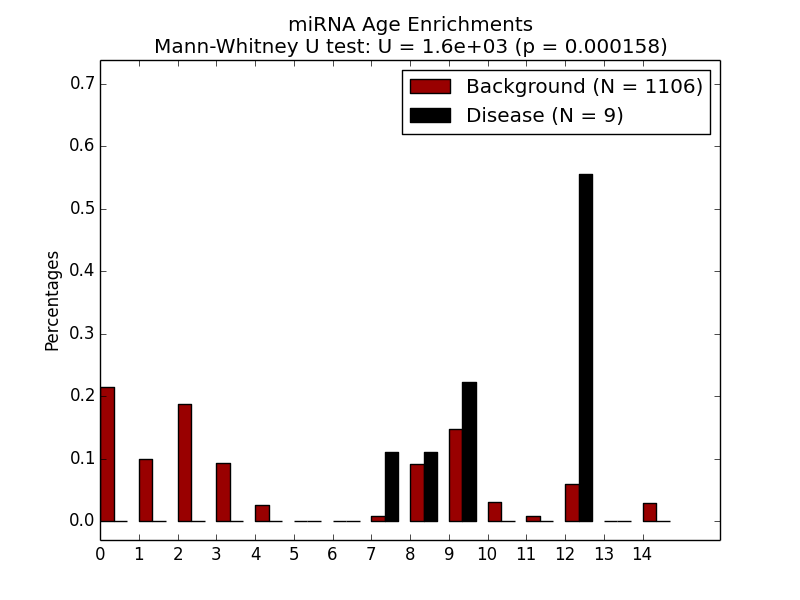 miRNA Age Enrichments
Mann-Whitney U test: U = 1.6e+03 (p = 0.000158)
Background (N = 1106)
Disease (N = 9)
Percentages
0.7
0.6
0.5
0.4
0.3
0.2
0.1
0.0
0 1 2 3 4 5 6 7 8 9 10 11 12 13 14